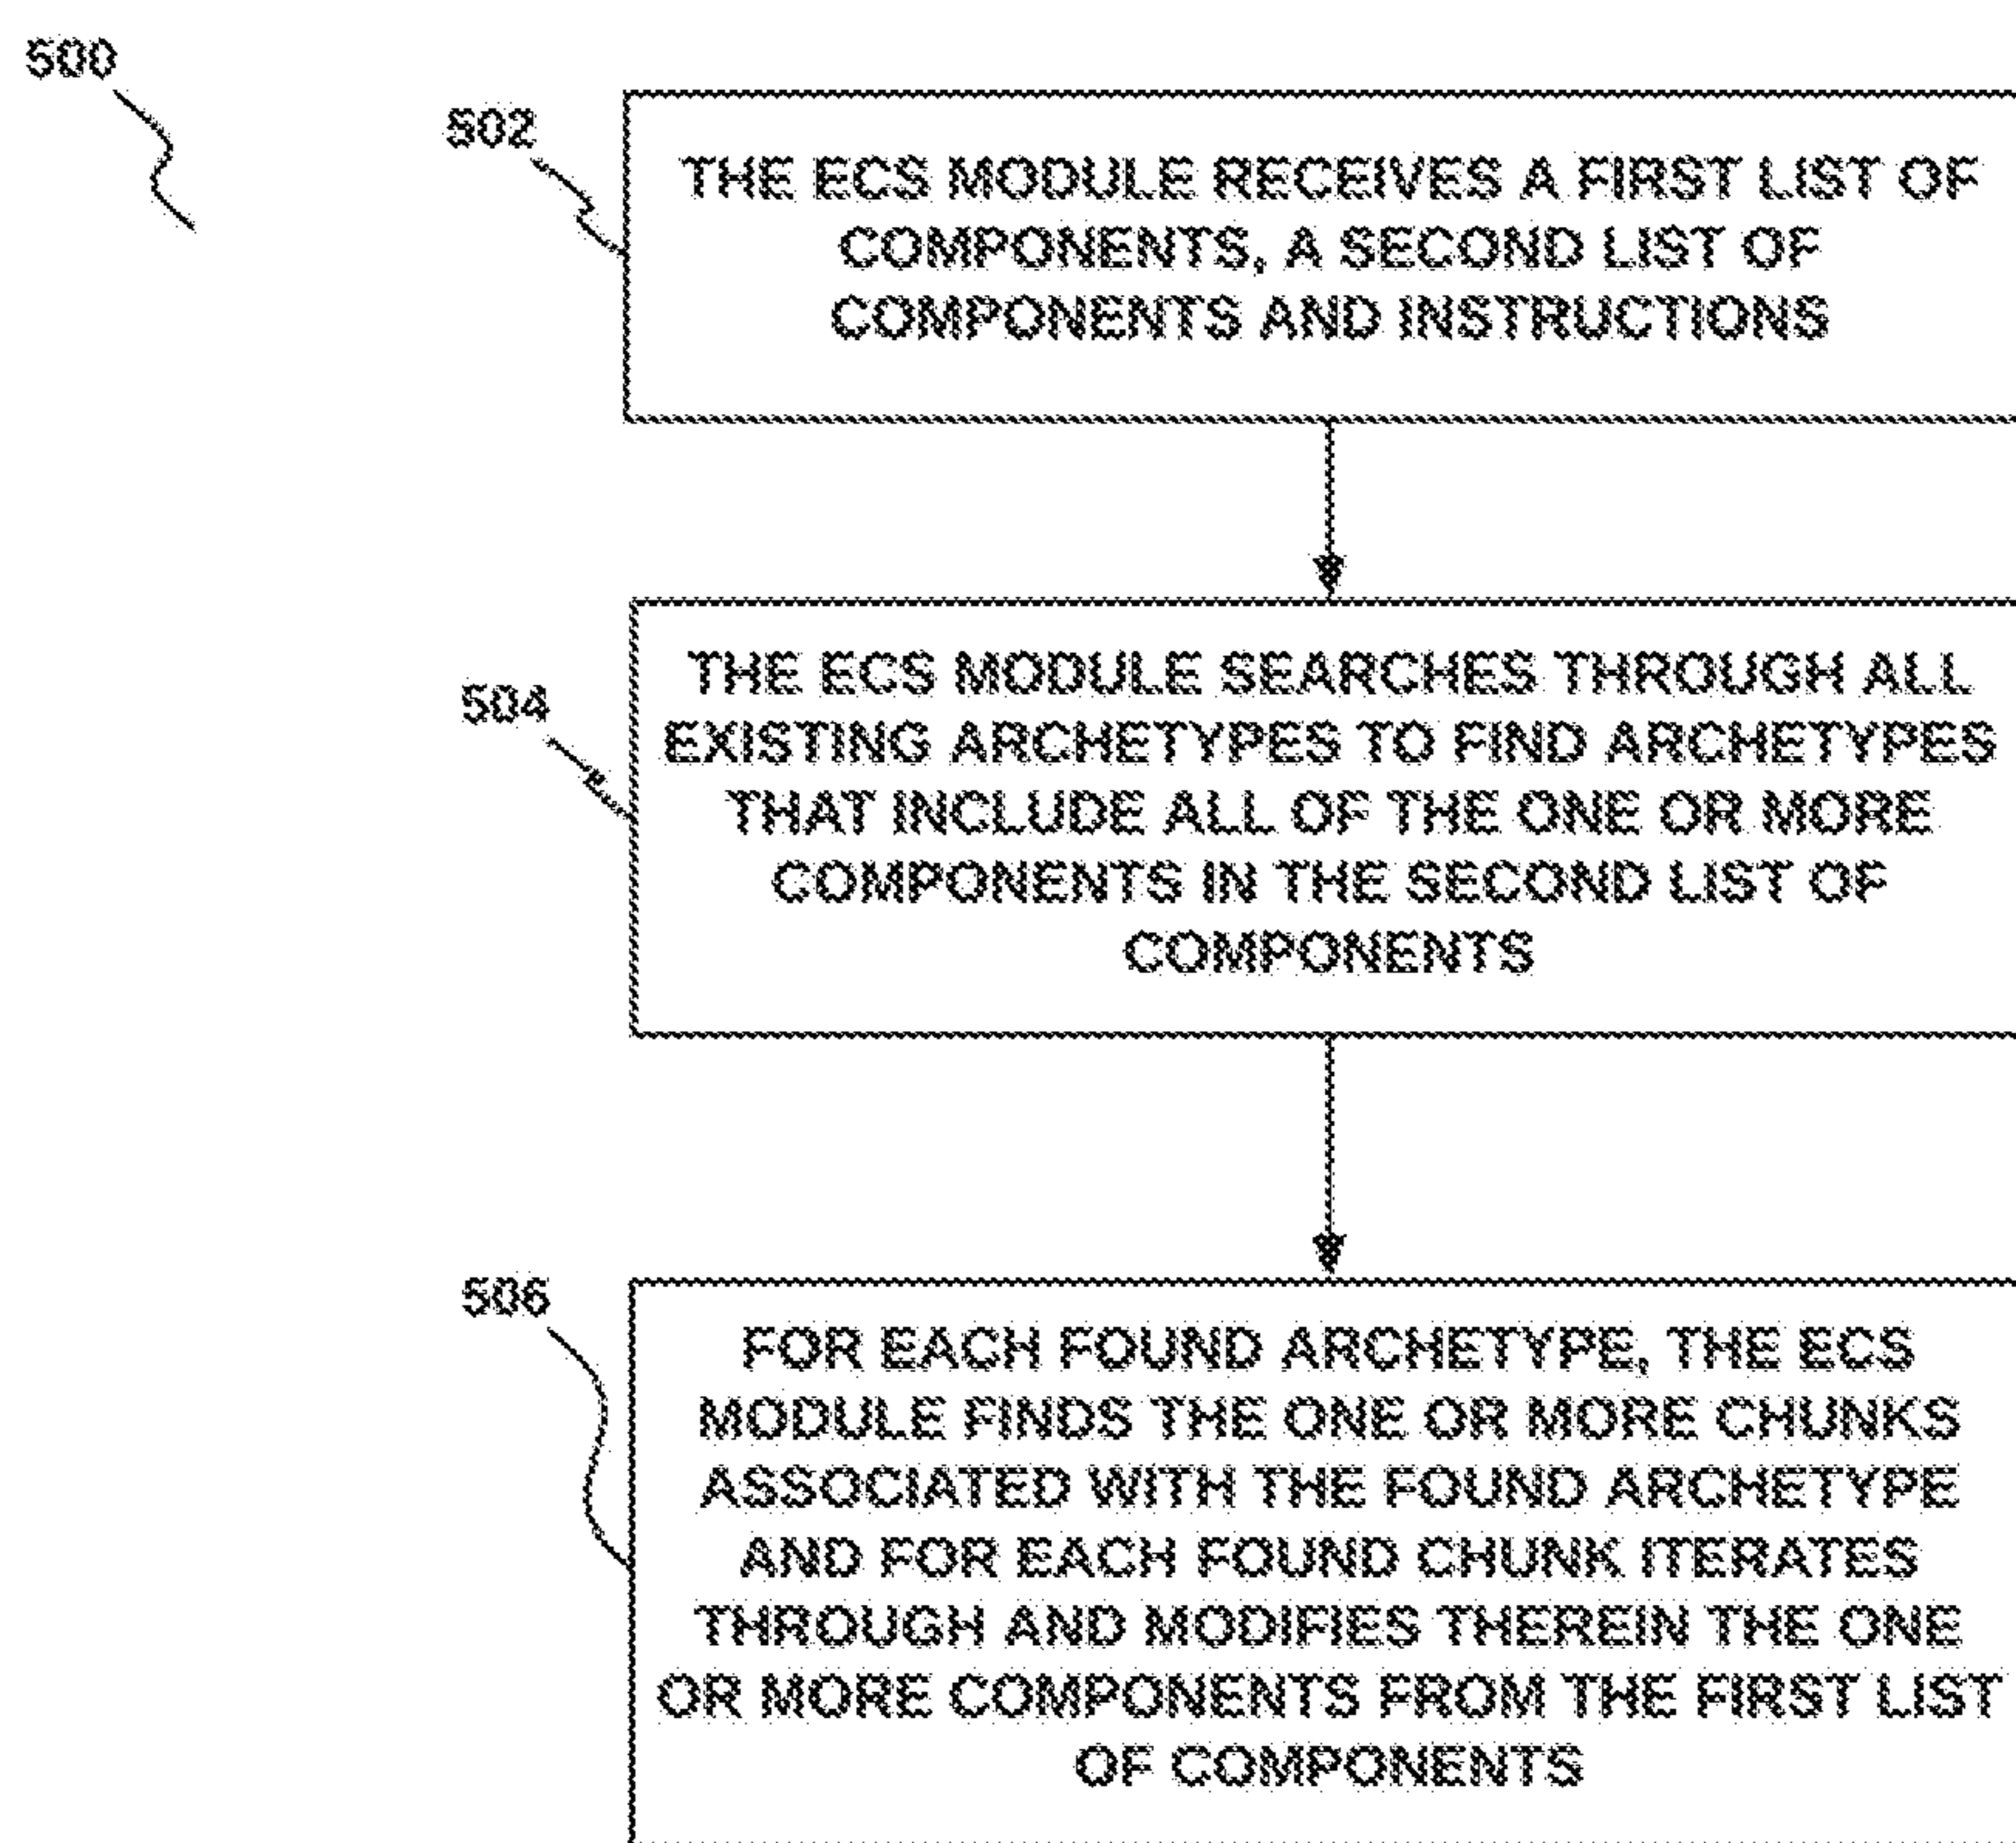 500
502
THE ECS MODULE RECEIVES A FIRST LIST OF
COMPONENTS, A SECOND LIST OF
COMPONENTS AND INSTRUCTIONS
504
THE ECS MODULE SEARCHES THROUGH ALL
EXISTING ARCHETYPES TO FIND ARCHETYPES
THAT INCLUDE ALL OF THE ONE OR MORE
COMPONENTS IN THE SECOND LIST OF
COMPONENTS
506
FOR EACH FOUND ARCHETYPE, THE ECS
MODULE FINDS THE ONE OR MORE CHUNKS
ASSOCIATED WITH THE FOUND ARCHETYPE
AND FOR EACH FOUND CHUNK ITERATES
THROUGH AND MODIFIES THEREIN THE ONE
OR MORE COMPONENTS FROM THE FIRST LIST
OF COMPONENTS